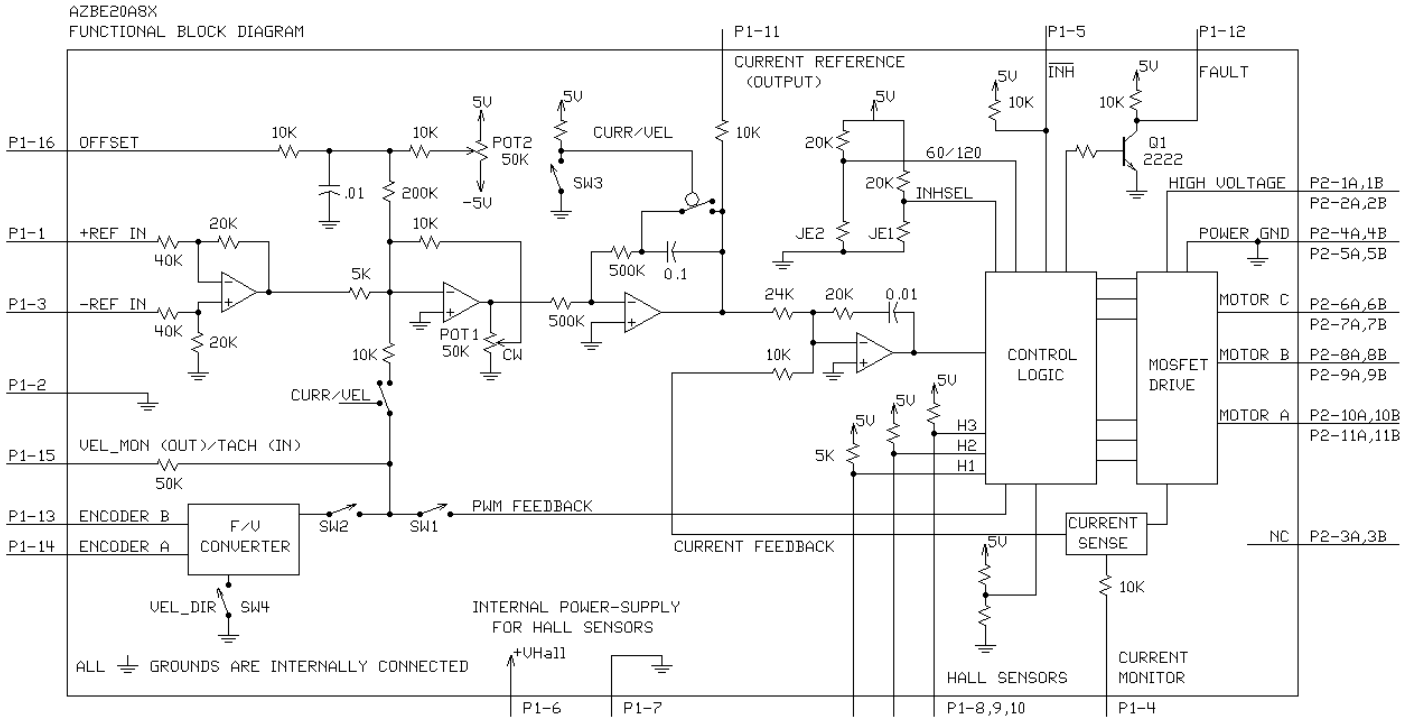 AZBE20A8X
FUNCTIONAL BLOCK DIAGRAM
P1-11
P1-5
P1-12
CURRENT REFERENCE
(OUTPUT)
INH
FAULT
5V
10K
5V
10K
5V
5V
5V
P1-16
OFFSET
10K
10K
POT2
50K
-5V
CURR/VEL
SW3
10K
20K
60/120
Q1
2222
.01
200K
20K
INHSEL
HIGH VOLTAGE
P2-1A,1B
P2-2A,2B
P1-1
+REF IN
20K
40K
10K
500K
0.1
JE2
JE1
POWER GND
P2-4A,4B
P2-5A,5B
5K
P1-3
-REF IN
40K
20K
POT1
50K
CW
500K
24K
20K
0.01
MOTOR C
P2-6A,6B
P2-7A,7B
10K
10K
CONTROL
LOGIC
MOSFET
DRIVE
MOTOR B
P2-8A,8B
P2-9A,9B
P1-2
CURR/VEL
5V
5V
5V
MOTOR A
P2-10A,10B
P2-11A,11B
H3
H2
H1
5K
P1-15
VEL_MON (OUT)/TACH (IN)
50K
P1-13
ENCODER B
P1-14
ENCODER A
F/V
CONVERTER
SW2
SW1
PWM FEEDBACK
CURRENT FEEDBACK
CURRENT
SENSE
NC
P2-3A,3B
5V
10K
VEL_DIR
SW4
INTERNAL POWER-SUPPLY
FOR HALL SENSORS
+VHall
ALL GROUNDS ARE INTERNALLY CONNECTED
HALL SENSORS
CURRENT
MONITOR
P1-6
P1-7
P1-8,9,10
P1-4